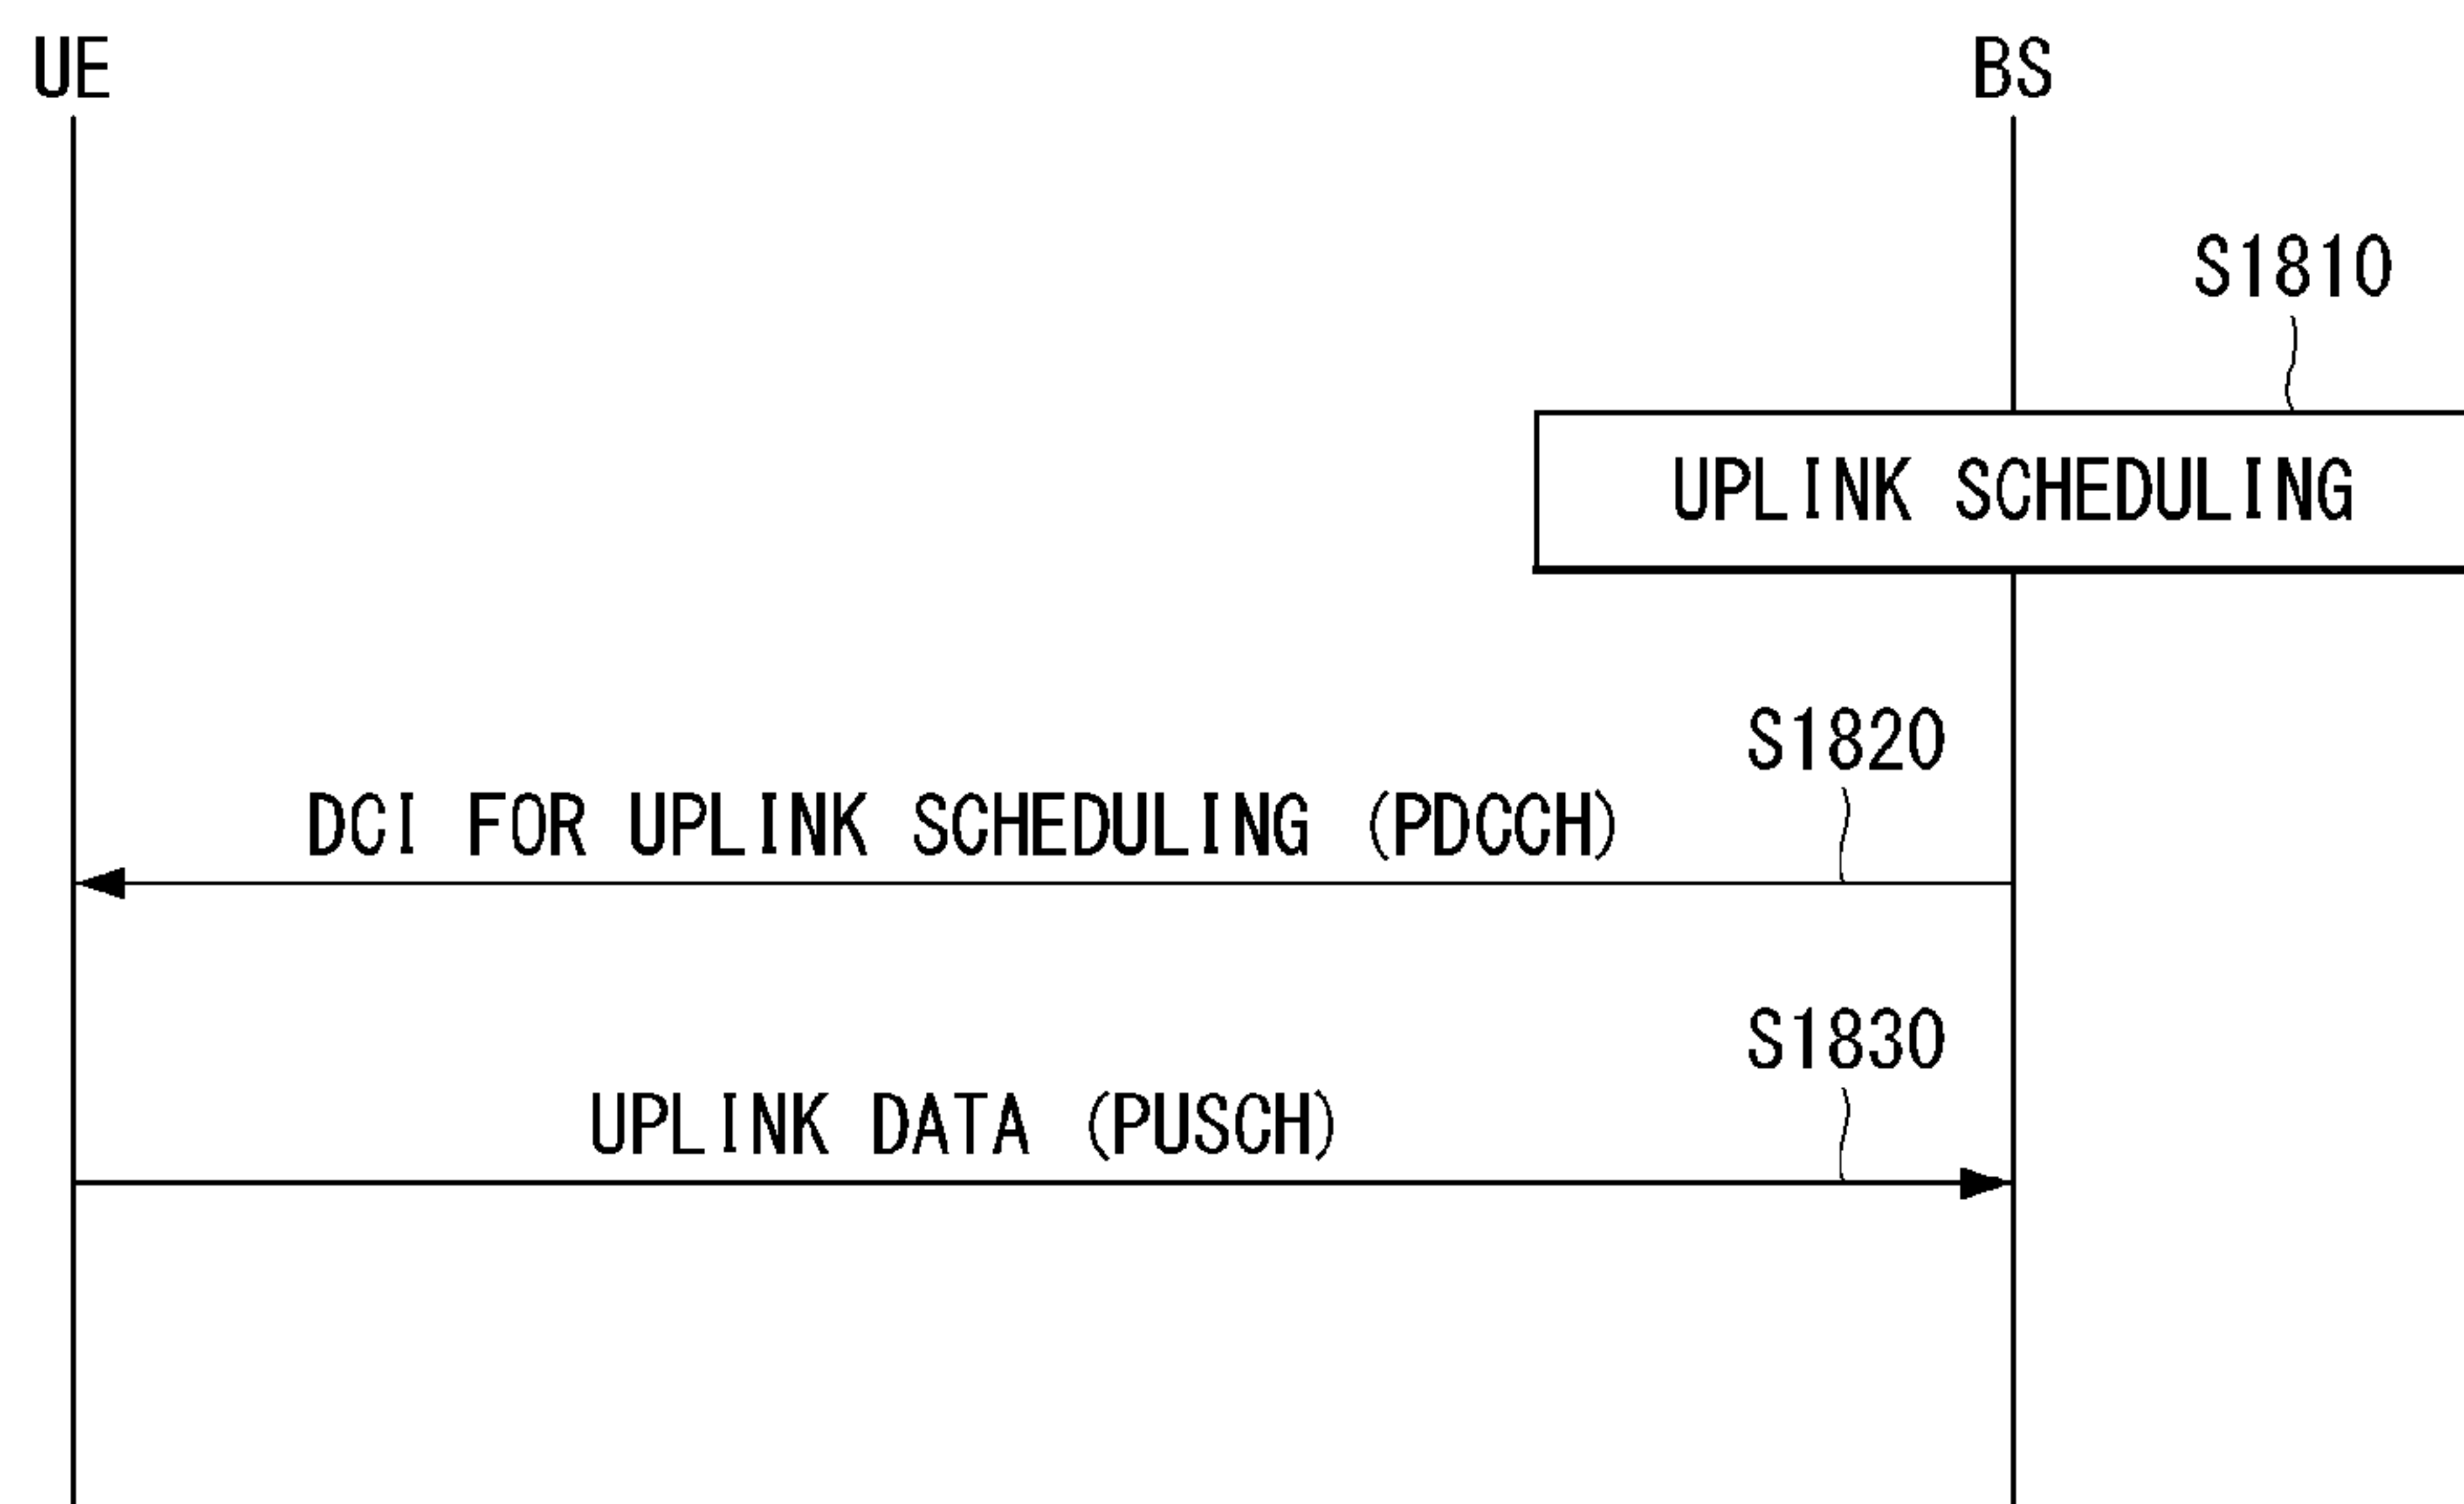 UE
BS
S1810
UPLINK SCHEDULING
S1820
DCI FOR UPLINK SCHEDULING (PDCCH)
S1830
UPLINK DATA (PUSCH)